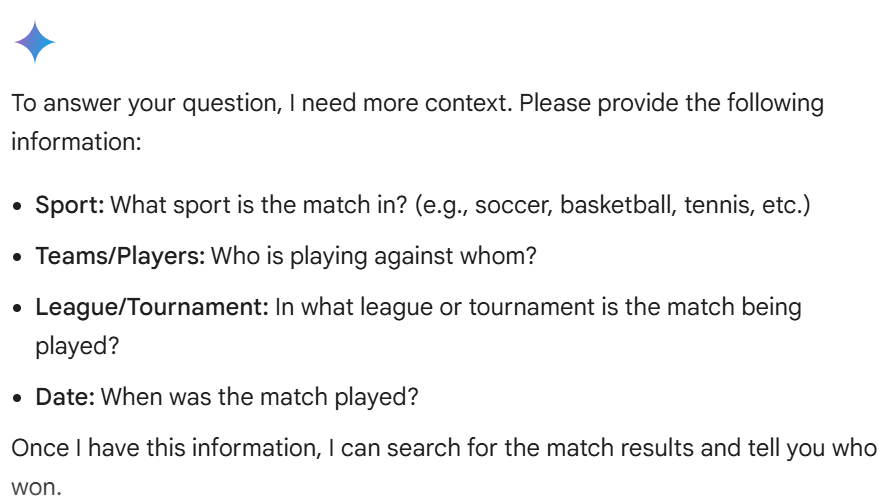 To answer your question, I need more context. Please provide the following
information:
• Sport: What sport is the match in? (e.g., soccer, basketball, tennis, etc.)
• Teams/Players: Who is playing against whom?
• League/Tournament: In what league or tournament is the match being
played?
• Date: When was the match played?
Once I have this information, I can search for the match results and tell you who
won.